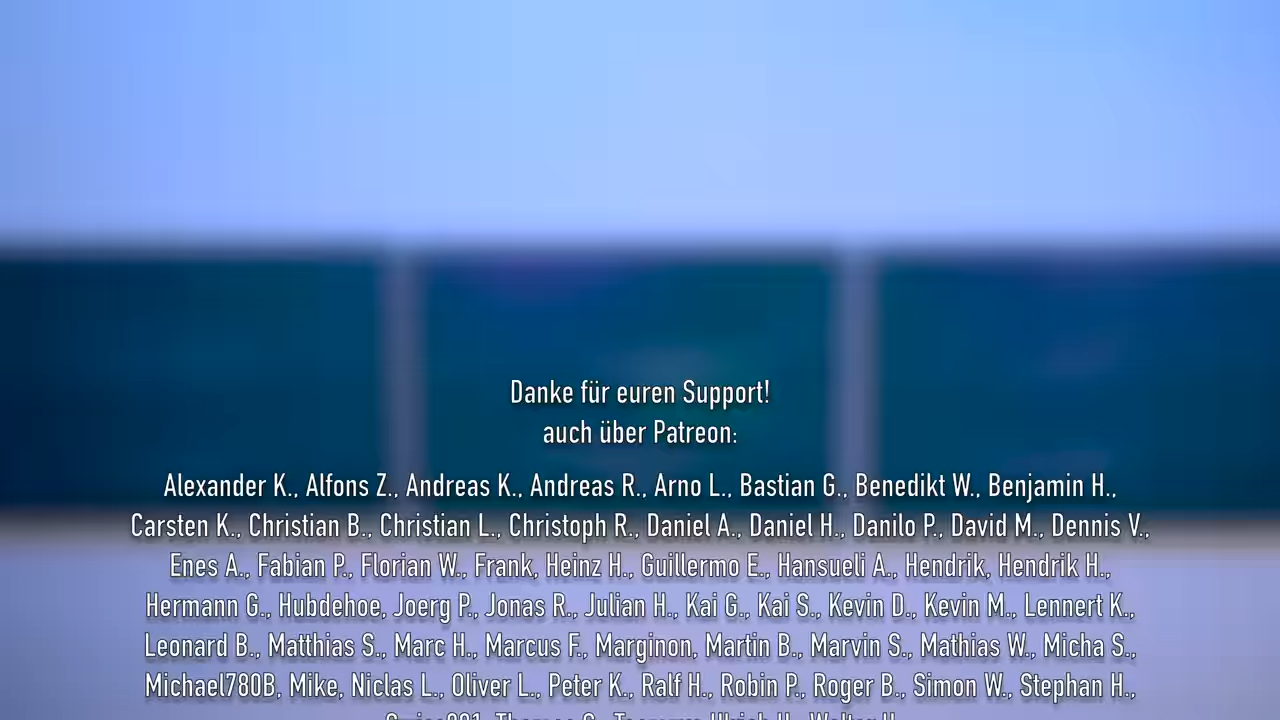 Danke für euren Support!
auch über Patreon:
Alexander K., Alfons Z., Andreas K., Andreas R., Arno L., Bastian G., Benedikt W., Benjamin H.,
Carsten K., Christian B., Christian L., Christoph R., Daniel A., Daniel H., Danilo P., David M., Dennis V.,
Enes A., Fabian P., Florian W., Frank, Heinz H., Guillermo E., Hansueli A., Hendrik, Hendrik H.,
Hermann G., Hubdehoe, Joerg P., Jonas R., Julian H., Kai G., Kai S., Kevin D., Kevin M., Lennert K.,
Leonard B., Matthias S., Marc H., Marcus F., Marginon, Martin B., Marvin S., Mathias W., Micha S.,
Michael780B, Mike, Niclas L., Oliver L., Peter K., Ralf H., Robin P., Roger B., Simon W., Stephan H.,